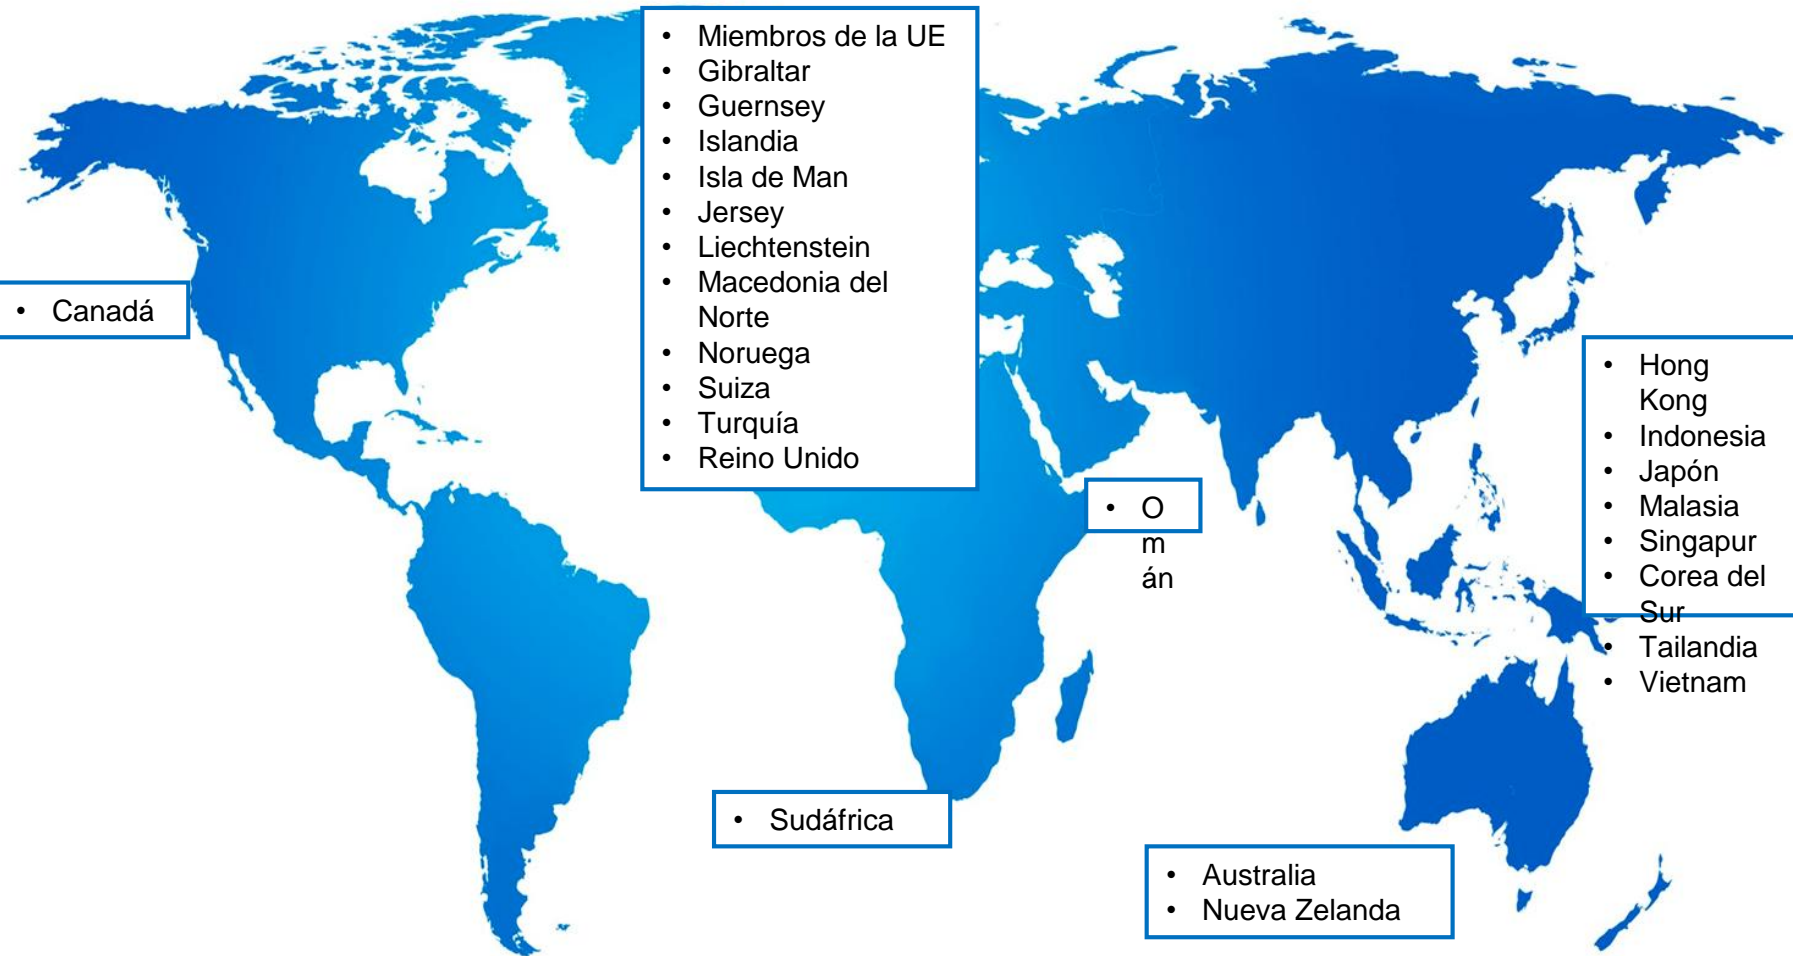 • Miembros de la UE
• Gibraltar
• Guernsey
• Islandia
• Isla de Man
• Jersey
• Liechtenstein
• Macedonia del
Norte
• Noruega
• Suiza
• Turquía
• Reino Unido
• Canadá
• Hong
Kong
• Indonesia
• Japón
• Malasia
• Singapur
• Corea del
Sur
• Tailandia
• Vietnam
• O
m
án
• Sudáfrica
• Australia
• Nueva Zelanda